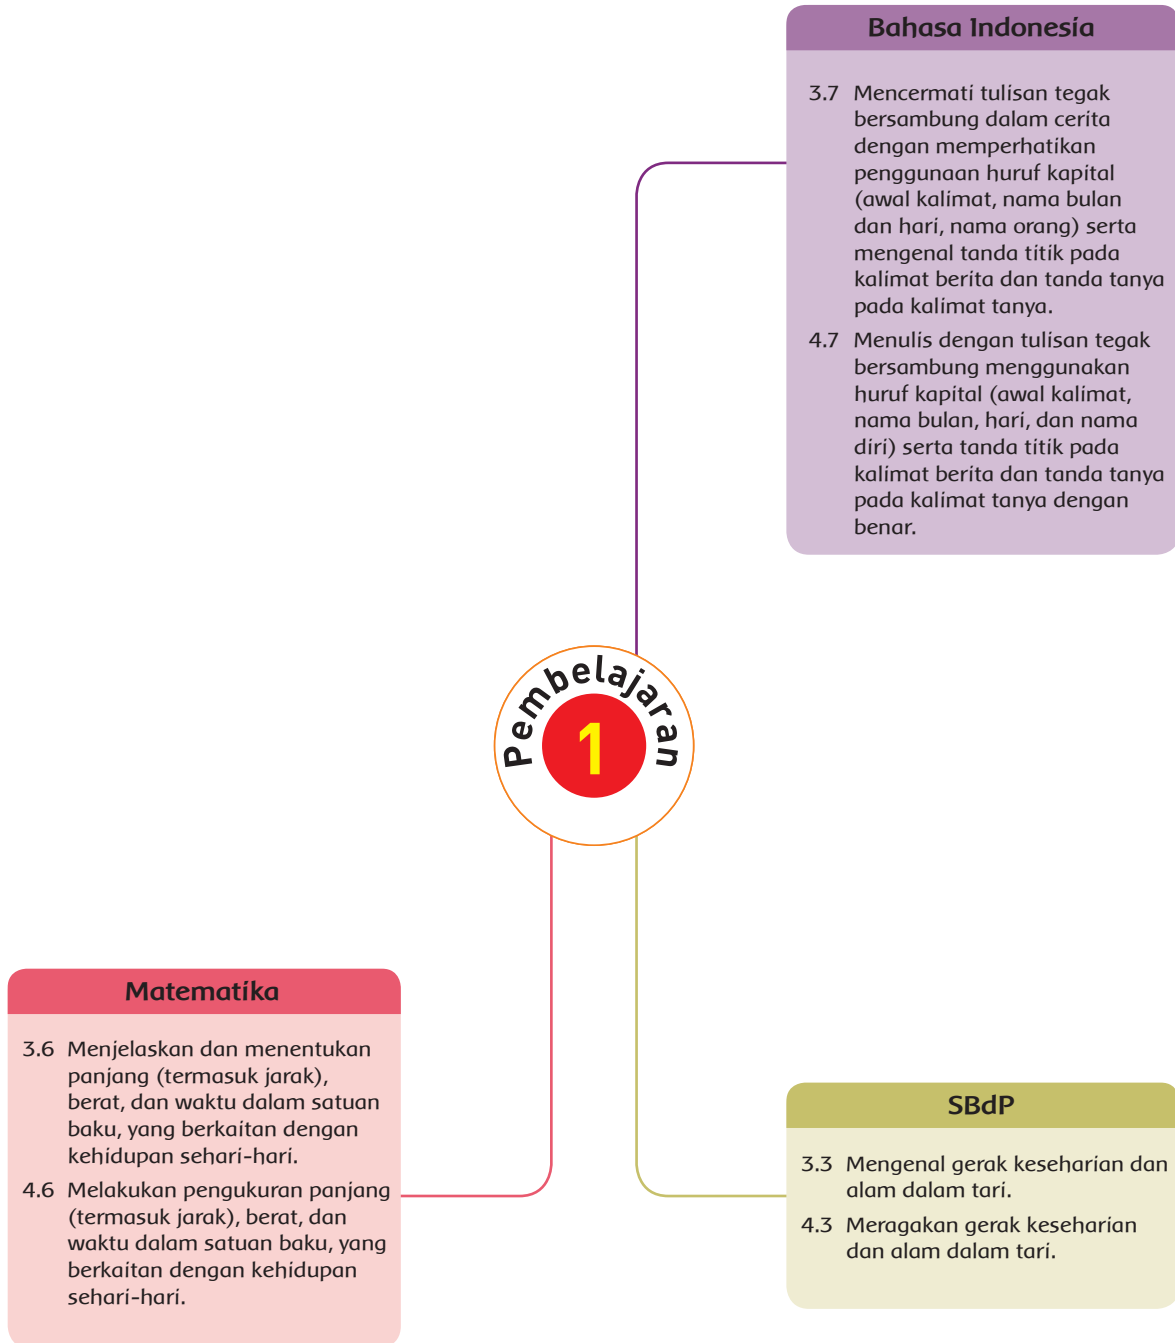 Bahasa Indonesia
3.7 Mencermati tulisan tegak
bersambung dalam cerita
dengan memperhatikan
penggunaan huruf kapital
(awal kalimat, nama bulan
dan hari, nama orang) serta
mengenal tanda titik pada
kalimat berita dan tanda tanya
pada kalimat tanya.
4.7 Menulis dengan tulisan tegak
bersambung menggunakan
huruf kapital (awal kalimat,
nama bulan, hari, dan nama
diri) serta tanda titik pada
kalimat berita dan tanda tanya
pada kalimat tanya dengan
benar.
Pembelajaran
1
Matematika
3.6 Menjelaskan dan menentukan
panjang (termasuk jarak),
berat, dan waktu dalam satuan
baku, yang berkaitan dengan
kehidupan sehari-hari.
4.6 Melakukan pengukuran panjang
(termasuk jarak), berat, dan
waktu dalam satuan baku, yang
berkaitan dengan kehidupan
sehari-hari.
SBdP
3.3 Mengenal gerak keseharian dan
alam dalam tari.
4.3 Meragakan gerak keseharian
dan alam dalam tari.